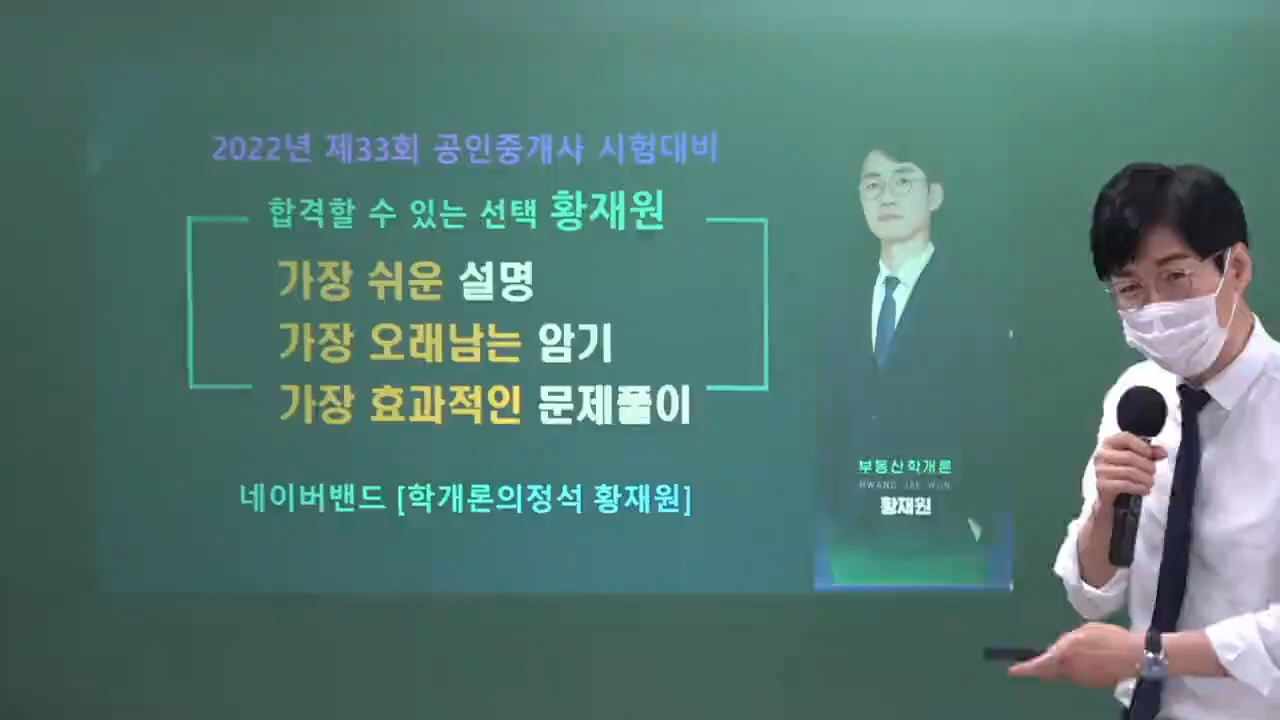 2022년 제33회 공인중개사 시험대비
합격할 수 있는 선택 황재원
가장 쉬운 설명
가장 오래남는 암기
가장 효과적인 문제풀이
네이버밴드 [학개론의정석 황재원]
부동산학개론
HWANG JAE WON
황재원